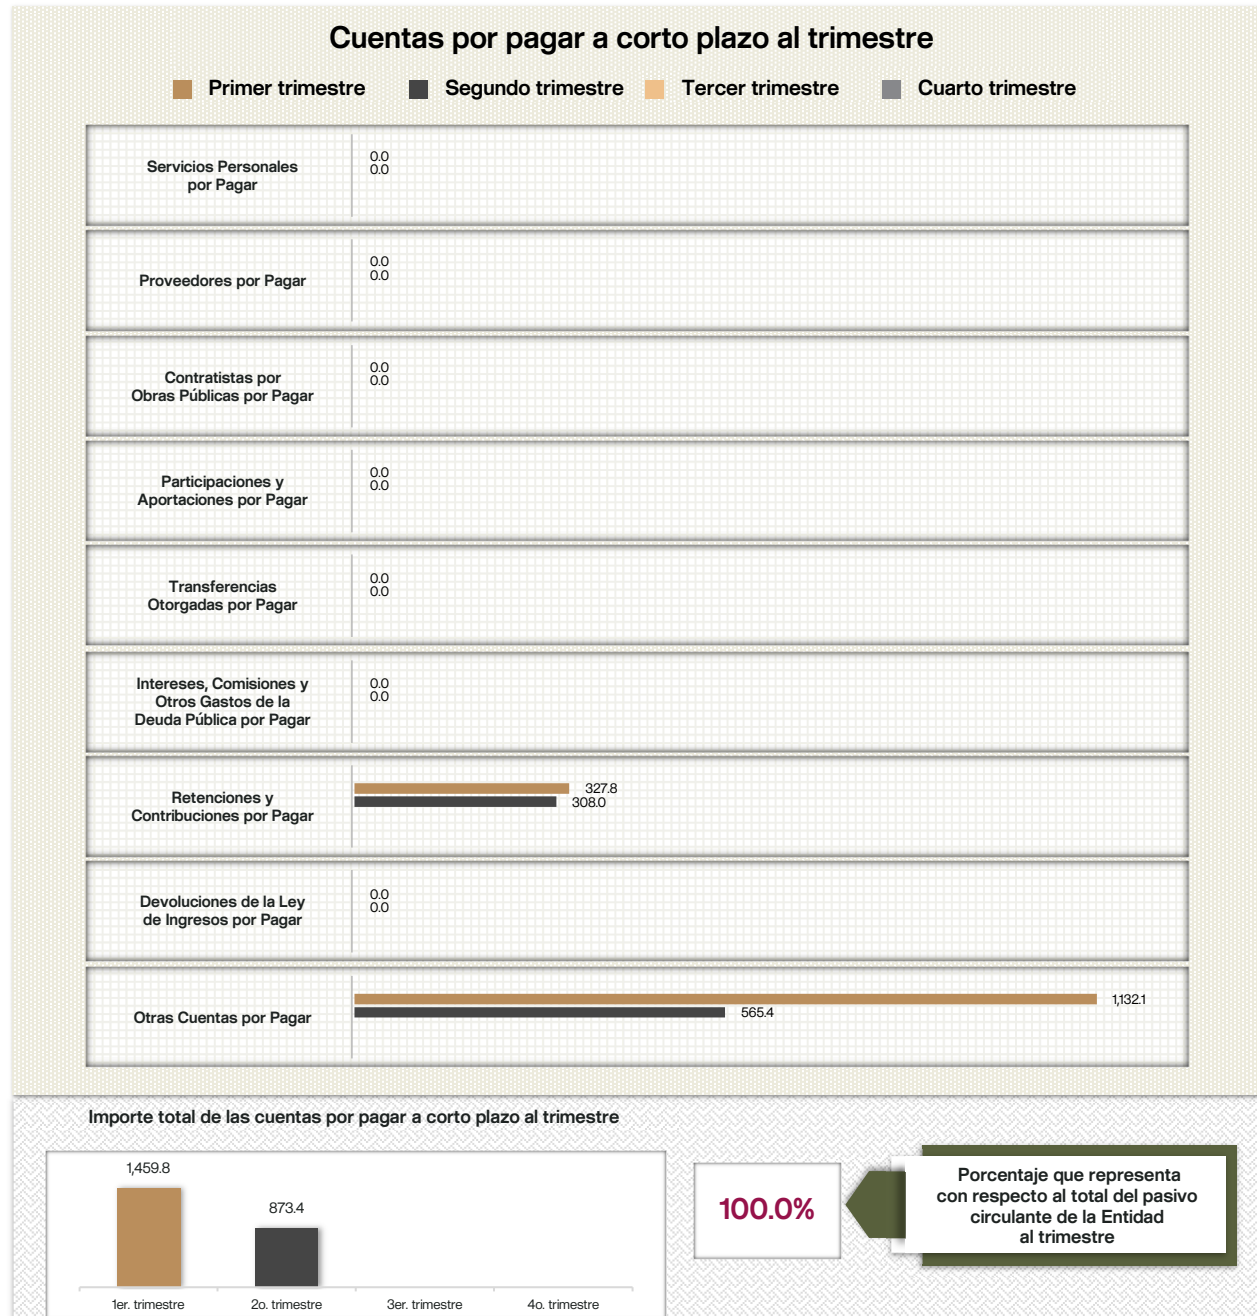 Cuentas por pagar a corto plazo al trimestre
Primer trimestre Segundo trimestre Tercer trimestre Cuarto trimestre
Servicios Personales
por Pagar
0.0
0.0
Proveedores por Pagar
0.0
0.0
Contratistas por
Obras Públicas por Pagar
0.0
0.0
Participaciones y
Aportaciones por Pagar
0.0
0.0
Transferencias
Otorgadas por Pagar
0.0
0.0
Intereses, Comisiones y
Otros Gastos de la
Deuda Pública por Pagar
0.0
0.0
Retenciones y
Contribuciones por Pagar
327.8
308.0
Devoluciones de la Ley
de Ingresos por Pagar
0.0
0.0
Otras Cuentas por Pagar
1,132.1
565.4
Importe total de las cuentas por pagar a corto plazo al trimestre
1,459.8
873.4
1er. trimestre 2o. trimestre 3er. trimestre 4o. trimestre
100.0%
Porcentaje que representa
con respecto al total del pasivo
circulante de la Entidad
al trimestre